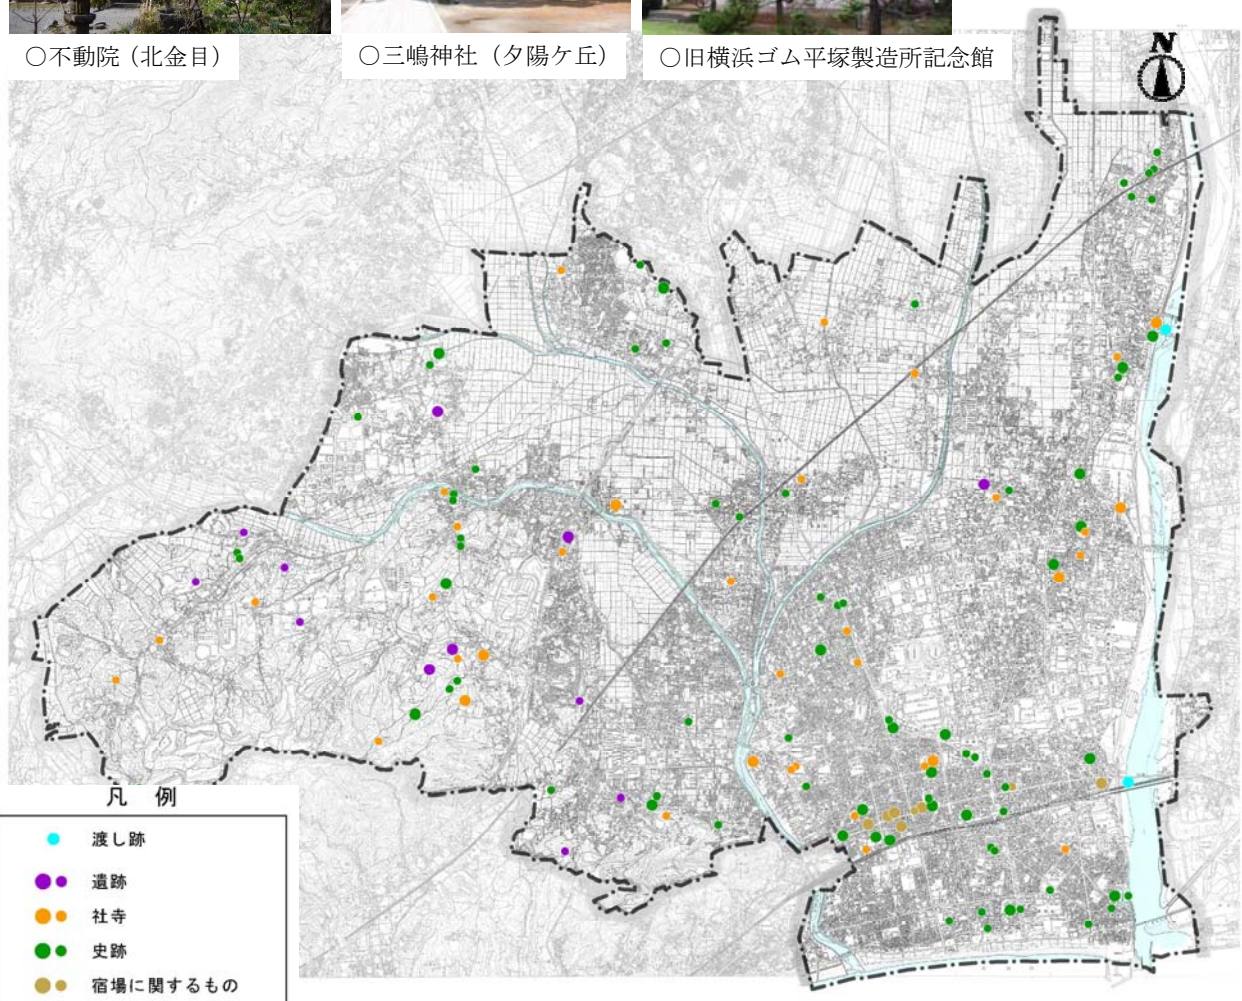 ○不動院（北金目）
○三嶋神社（夕陽ケ丘）
○旧横浜ゴム平塚製造所記念館
N
凡 例
渡し跡
遺跡
社寺
史跡
宿場に関するもの